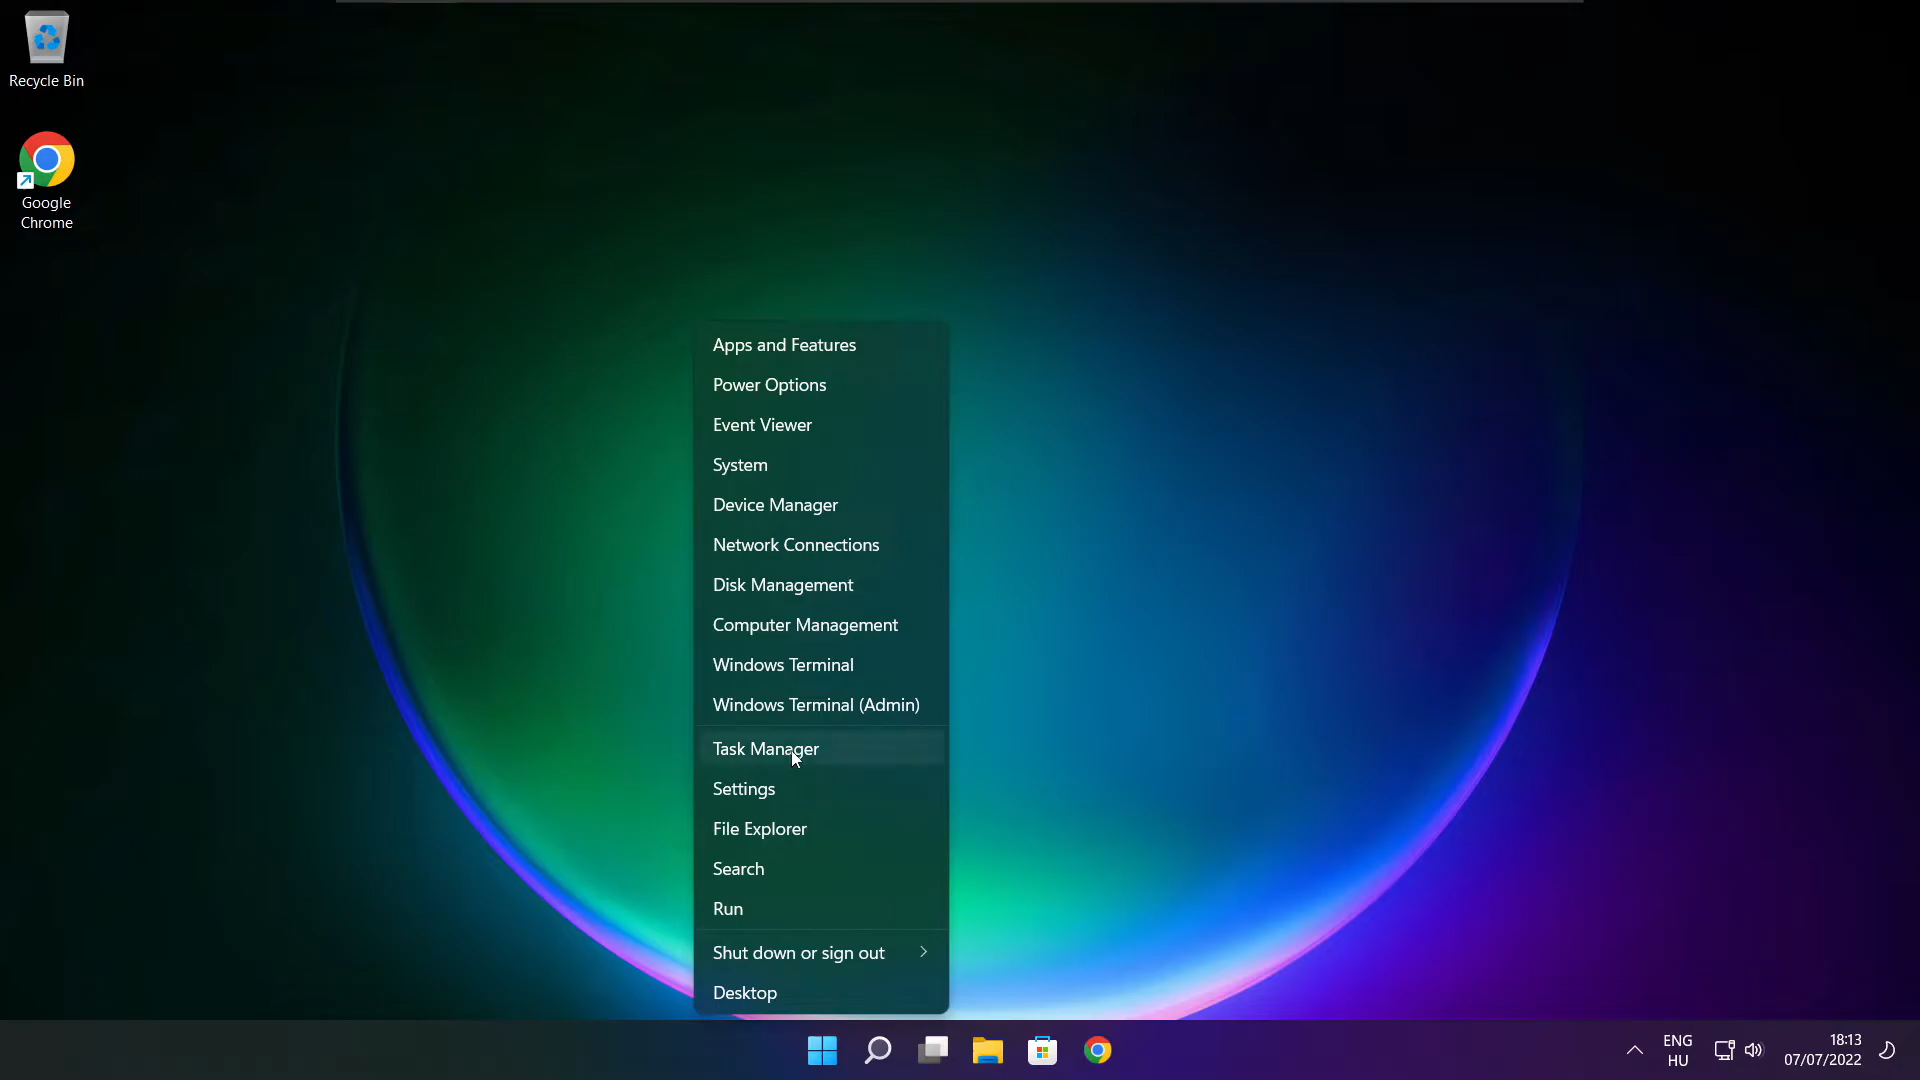 Recycle Bin
Google
Chrome
Apps and Features
Power Options
Event Viewer
System
Device Manager
Network Connections
Disk Management
Computer Management
Windows Terminal
Windows Terminal (Admin)
Task Manager
Settings
File Explorer
Search
Run
Shut down or sign out
Desktop
ENG
HU
18:13
07/07/2022